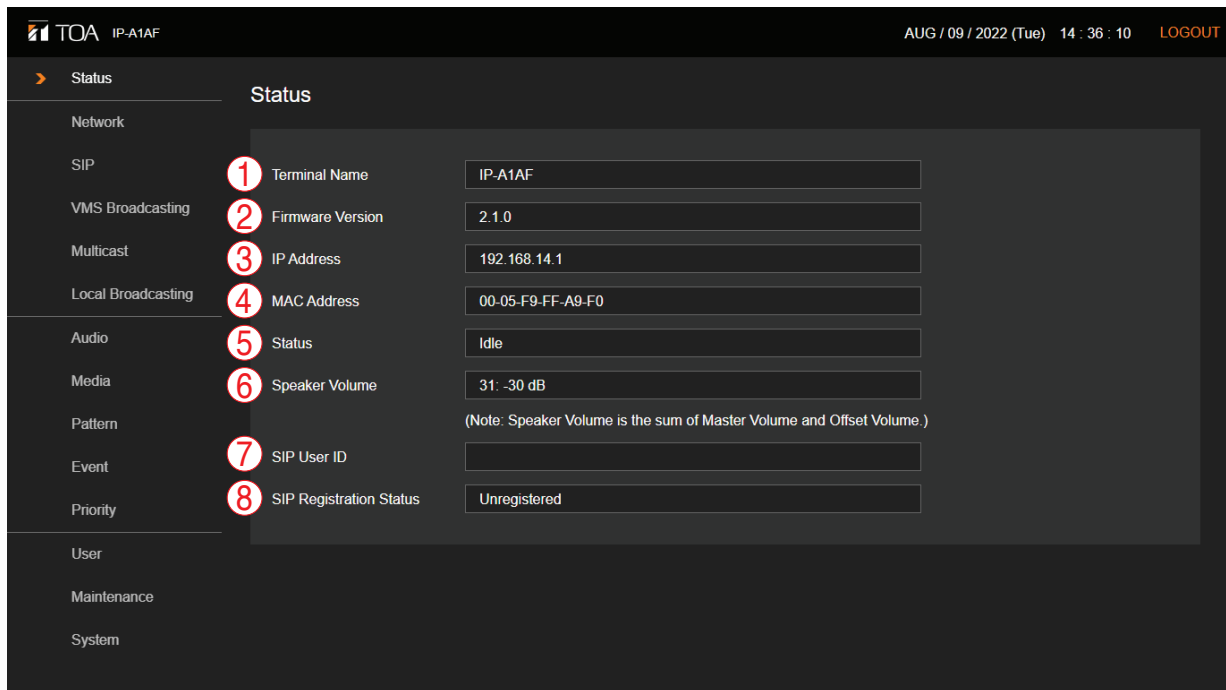 TOA IP-A1AF AUG / 09 / 2022 (Tue) 14 : 36 : 10 LOGOUT
Status
Network
SIP
VMS Broadcasting
Multicast
Local Broadcasting
Audio
Media
Pattern
Event
Priority
User
Maintenance
System
Status
1 Terminal Name IP-A1AF
2 Firmware Version 2.1.0
3 IP Address 192.168.14.1
4 MAC Address 00-05-F9-FF-A9-F0
5 Status Idle
6 Speaker Volume 31: -30 dB
(Note: Speaker Volume is the sum of Master Volume and Offset Volume.)
7 SIP User ID
8 SIP Registration Status Unregistered